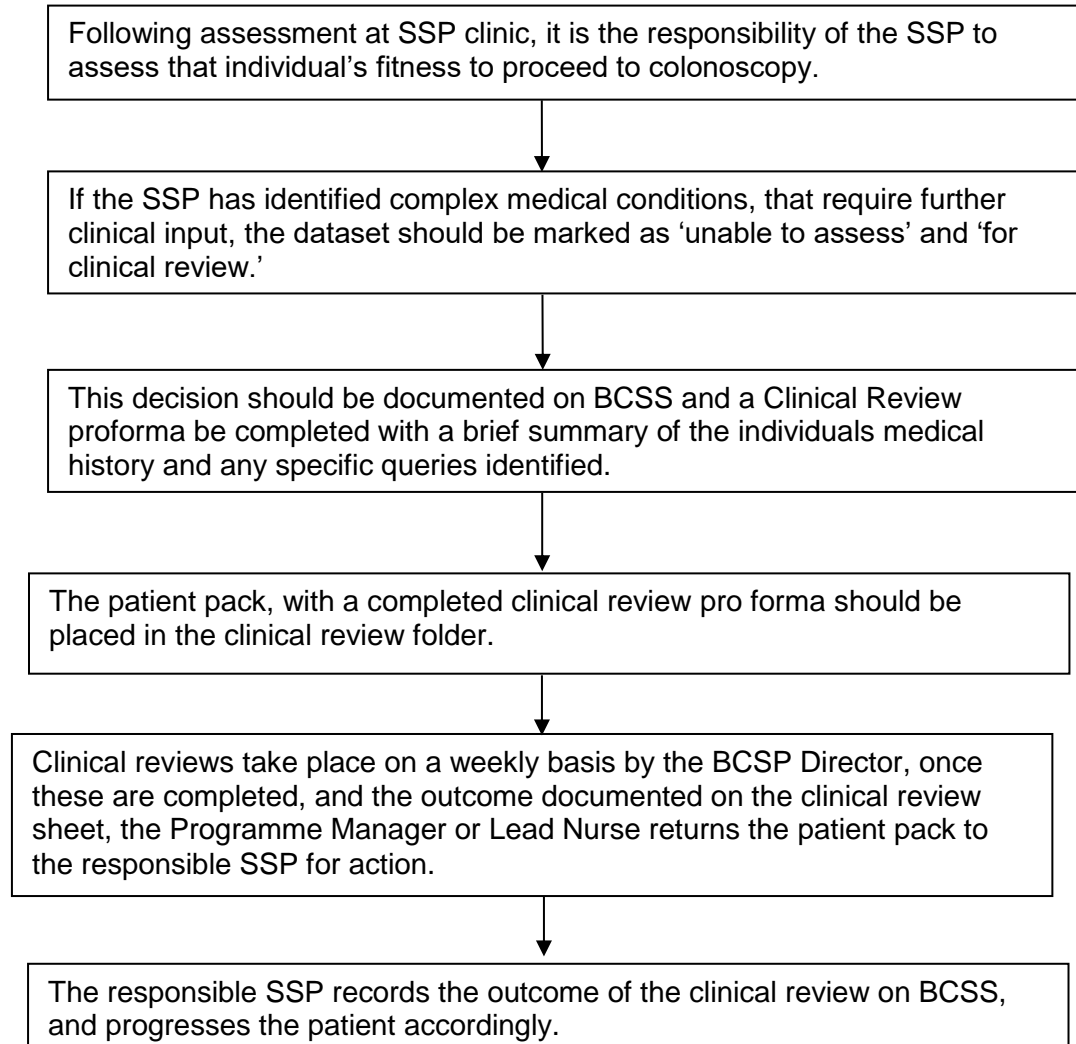 Following assessment at SSP clinic, it is the responsibility of the SSP to
assess that individual’s fitness to proceed to colonoscopy.
If the SSP has identified complex medical conditions, that require further
clinical input, the dataset should be marked as ‘unable to assess’ and ‘for
clinical review.’
This decision should be documented on BCSS and a Clinical Review
proforma be completed with a brief summary of the individuals medical
history and any specific queries identified.
The patient pack, with a completed clinical review pro forma should be
placed in the clinical review folder.
Clinical reviews take place on a weekly basis by the BCSP Director, once
these are completed, and the outcome documented on the clinical review
sheet, the Programme Manager or Lead Nurse returns the patient pack to
the responsible SSP for action.
The responsible SSP records the outcome of the clinical review on BCSS,
and progresses the patient accordingly.